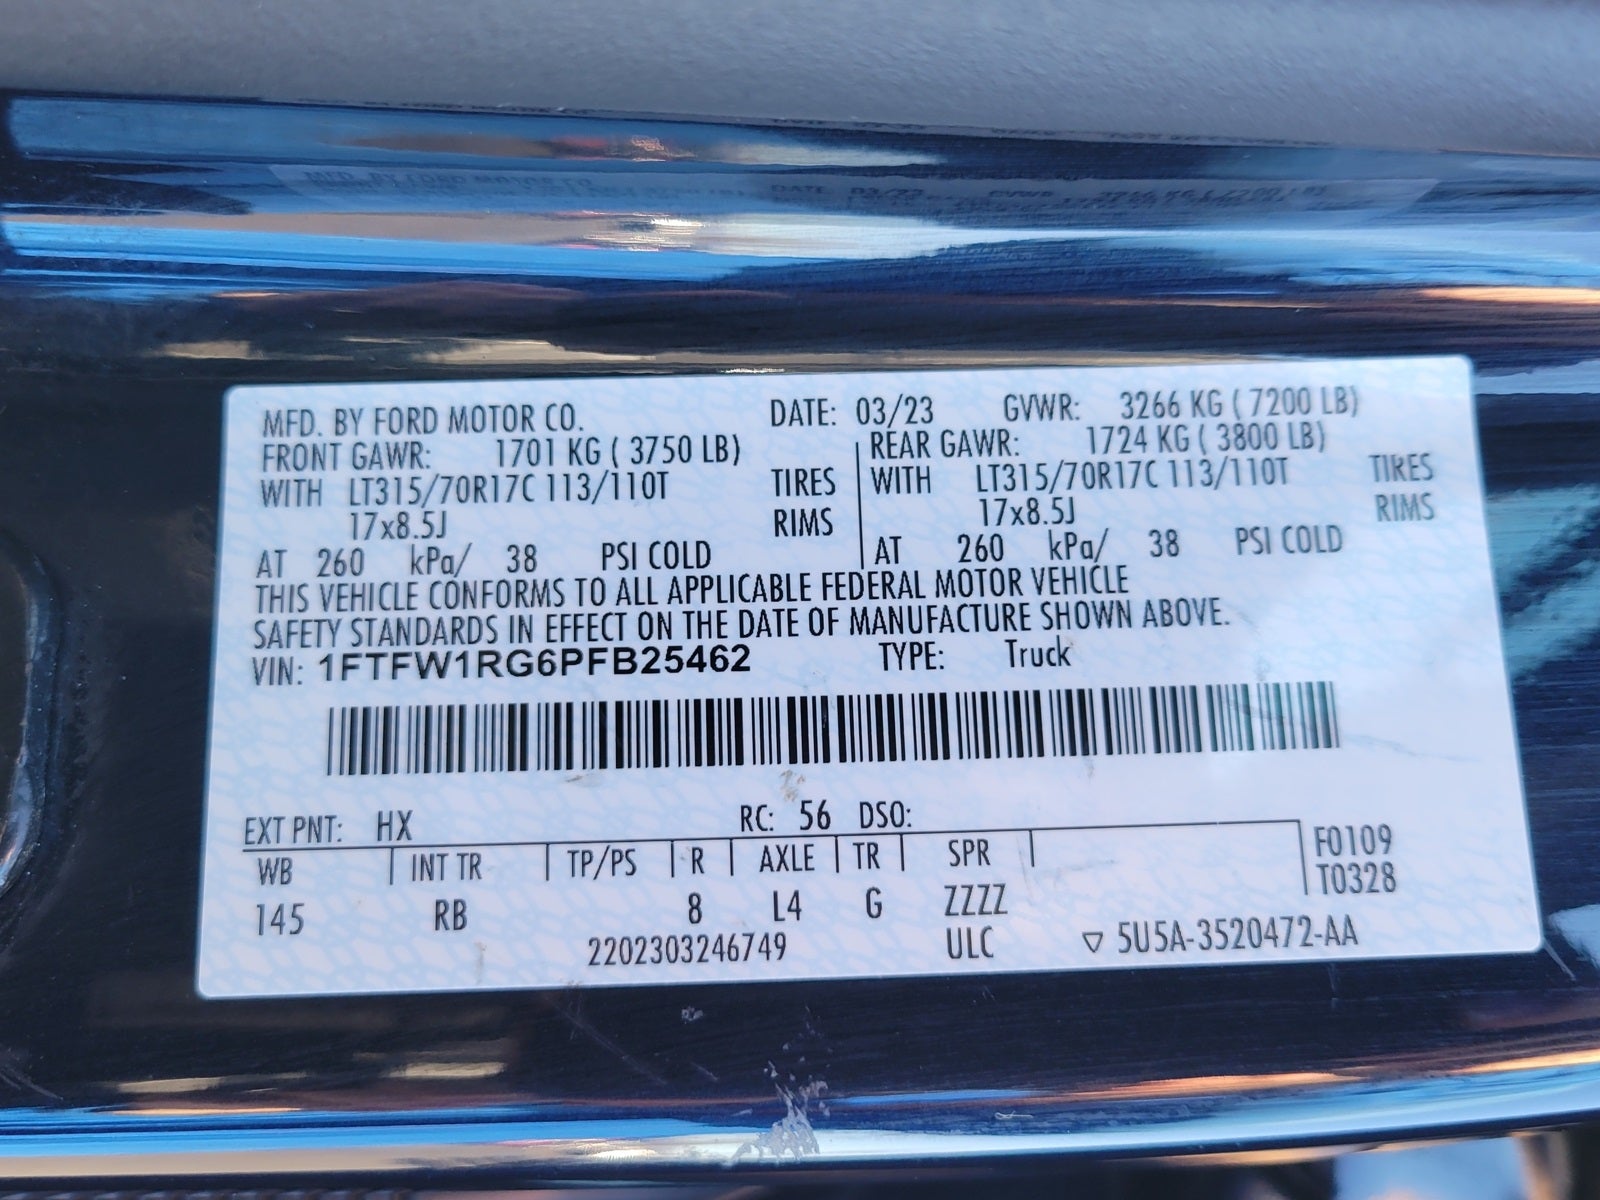 MFD. BY FORD MOTOR CO. DATE: 03/23 GVWR: 3266 KG ( 7200 LB)
FRONT GAWR: 1701 KG ( 3750 LB) REAR GAWR: 1724 KG ( 3800 LB)
WITH LT315/70R17C 113/110T TIRES WITH LT315/70R17C 113/110T TIRES
17x8.5J RIMS 17x8.5J RIMS
AT 260 kPa/ 38 PSI COLD AT 260 kPa/ 38 PSI COLD
THIS VEHICLE CONFORMS TO ALL APPLICABLE FEDERAL MOTOR VEHICLE
SAFETY STANDARDS IN EFFECT ON THE DATE OF MANUFACTURE SHOWN ABOVE.
VIN: 1FTFW1RG6PFB25462 TYPE: Truck
EXT PNT: HX RC: 56 DSO:
WB INT TR TP/PS R AXLE TR SPR F0109
T0328
145 RB 8 L4 G ZZZZ
2202303246749 ULC ▽ 5U5A-3520472-AA